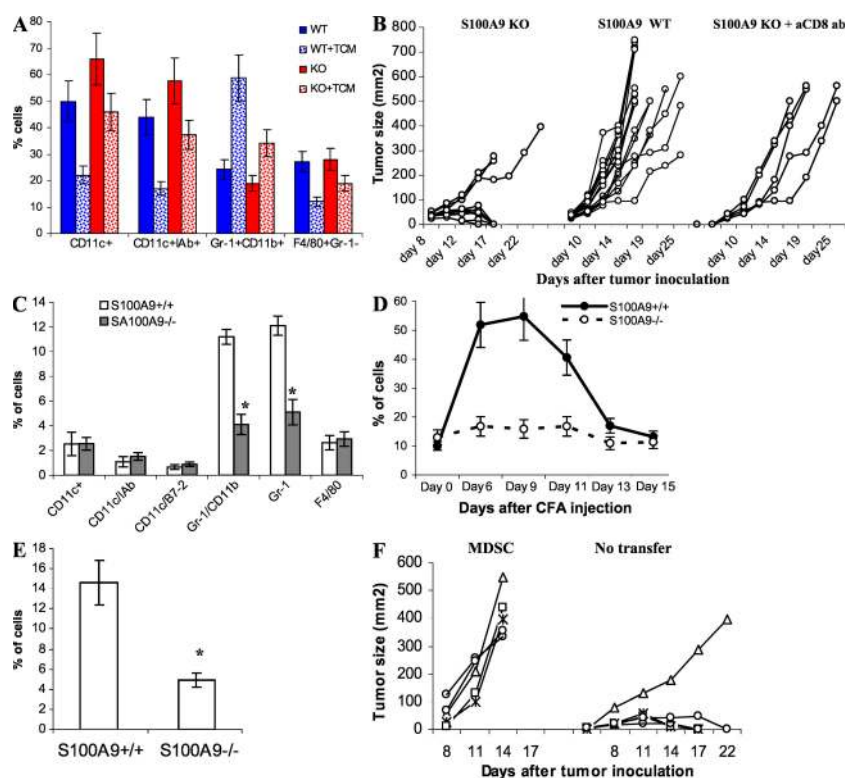 A
WT
WT+TCM
KO
KO+TCM
% cells
80
70
60
50
40
30
20
10
0
CD11c+ CD11c+IAb+ Gr-1+CD11b+ F4/80+Gr-1-
B
S100A9 KO S100A9 WT S100A9 KO + aCD8 ab
Tumor size (mm2)
800
700
600
500
400
300
200
100
0
day 8 day 12 day 17 day 22 day 10 day 14 day 19 day25 day 10 day 14 day 19 day 25
Days after tumor inoculation
C
S100A9+/+
SA100A9-/-
% of cells
14
12
10
8
6
4
2
0
* *
CD11c+ CD11c/IAb CD11c/B7-2 Gr-1/CD11b Gr-1 F4/80
D
S100A9+/+
S100A9-/-
% of cells
60
50
40
30
20
10
0
Day 0 Day6 Day 9 Day 11 Day 13 Day 15
Days after CFA injection
E
% of cells
18
16
14
12
10
8
6
4
2
0
*
S100A9+/+ S100A9-/-
F
MDSC No transfer
Tumor size (mm2)
600
500
400
300
200
100
0
8 11 14 17 8 11 14 17 22
Days after tumor inoculation